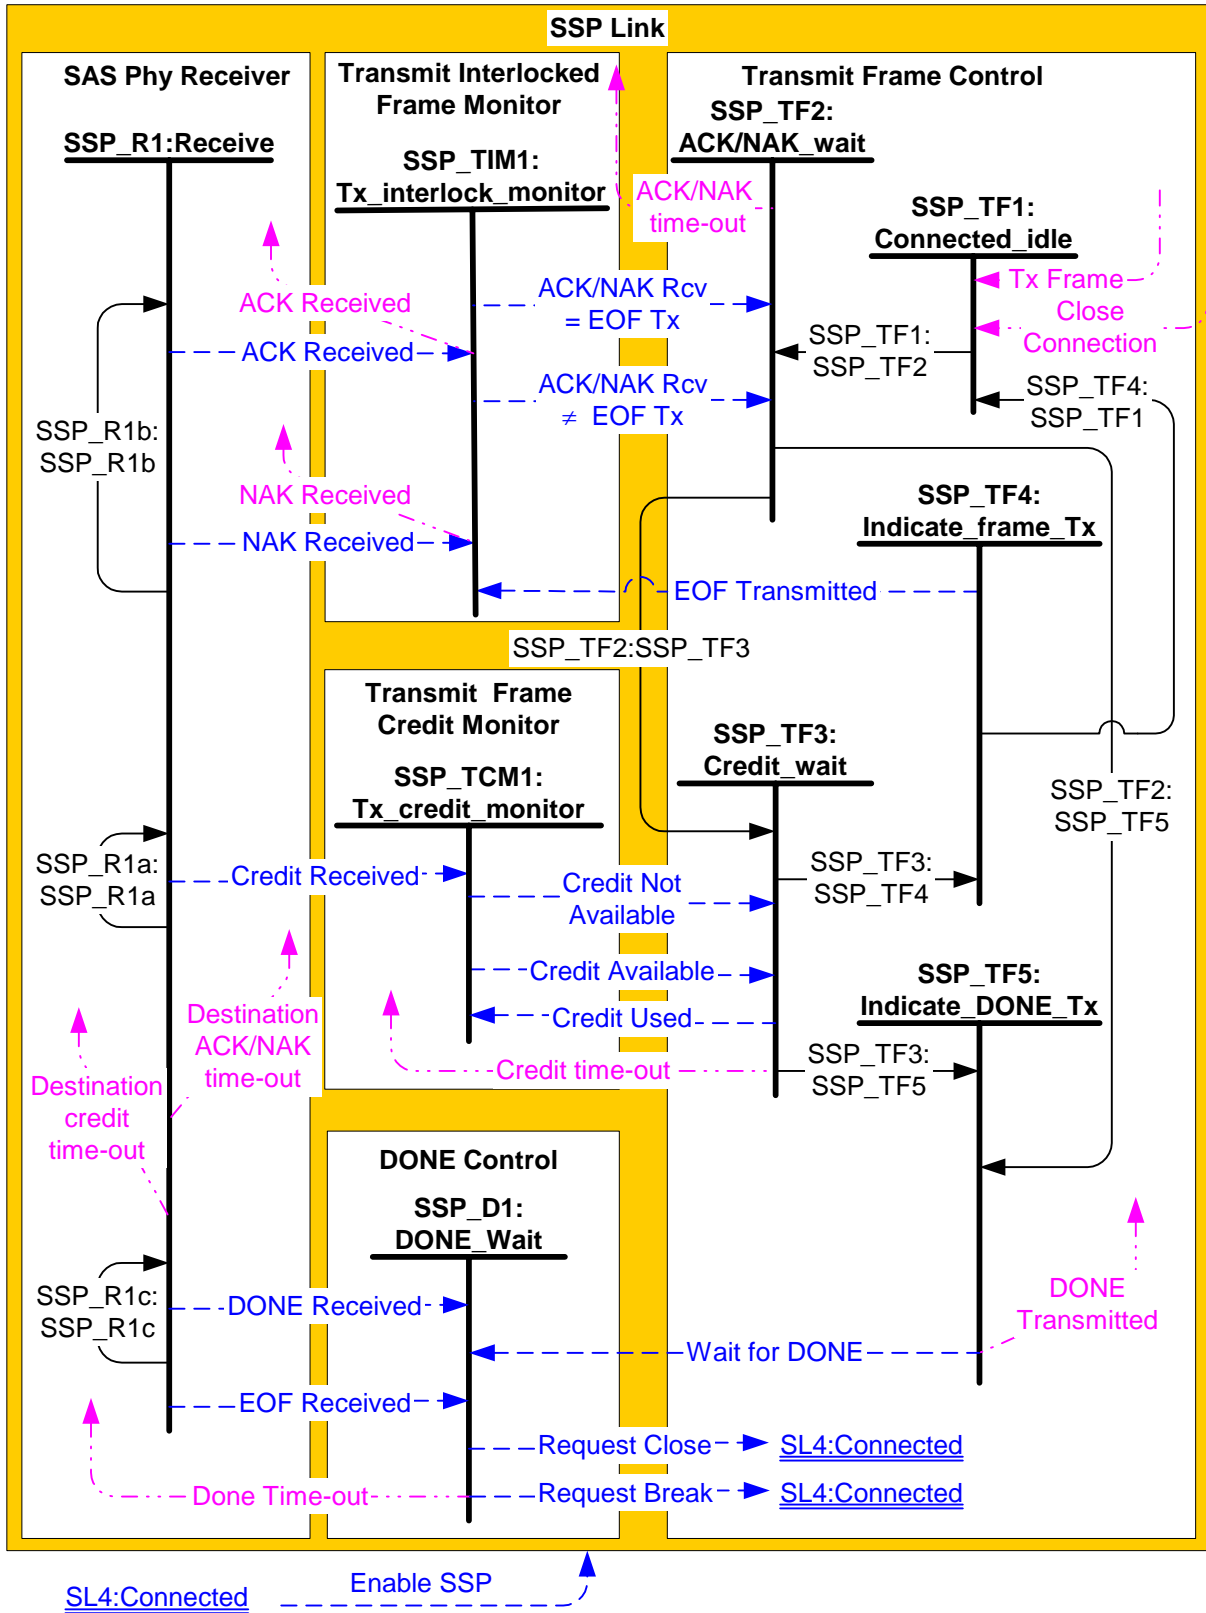 SSP Link
SAS Phy Receiver
SSP_R1:Receive
SSP_R1b:
SSP_R1b
SSP_R1a:
SSP_R1a
Destination
credit
time-out
Destination
ACK/NAK
time-out
SSP_R1c:
SSP_R1c
Transmit Interlocked
Frame Monitor
SSP_TIM1:
Tx_interlock_monitor
ACK Received
ACK Received
NAK Received
NAK Received
ACK/NAK Rcv
= EOF Tx
ACK/NAK Rcv
≠ EOF Tx
EOF Transmitted
Transmit Frame
Credit Monitor
SSP_TCM1:
Tx_credit_monitor
Credit Received
Credit Not
Available
Credit Available
Credit Used
Credit time-out
DONE Control
SSP_D1:
DONE_Wait
DONE Received
Wait for DONE
EOF Received
Request Close
SL4:Connected
Done Time-out
Request Break
SL4:Connected
Transmit Frame Control
SSP_TF2:
ACK/NAK_wait
ACK/NAK
time-out
SSP_TF1:
Connected_idle
Tx Frame
Close
Connection
SSP_TF1:
SSP_TF2
SSP_TF4:
SSP_TF1
SSP_TF4:
Indicate_frame_Tx
SSP_TF2:SSP_TF3
SSP_TF3:
Credit_wait
SSP_TF2:
SSP_TF5
SSP_TF3:
SSP_TF4
SSP_TF5:
Indicate_DONE_Tx
SSP_TF3:
SSP_TF5
DONE
Transmitted
SL4:Connected
Enable SSP